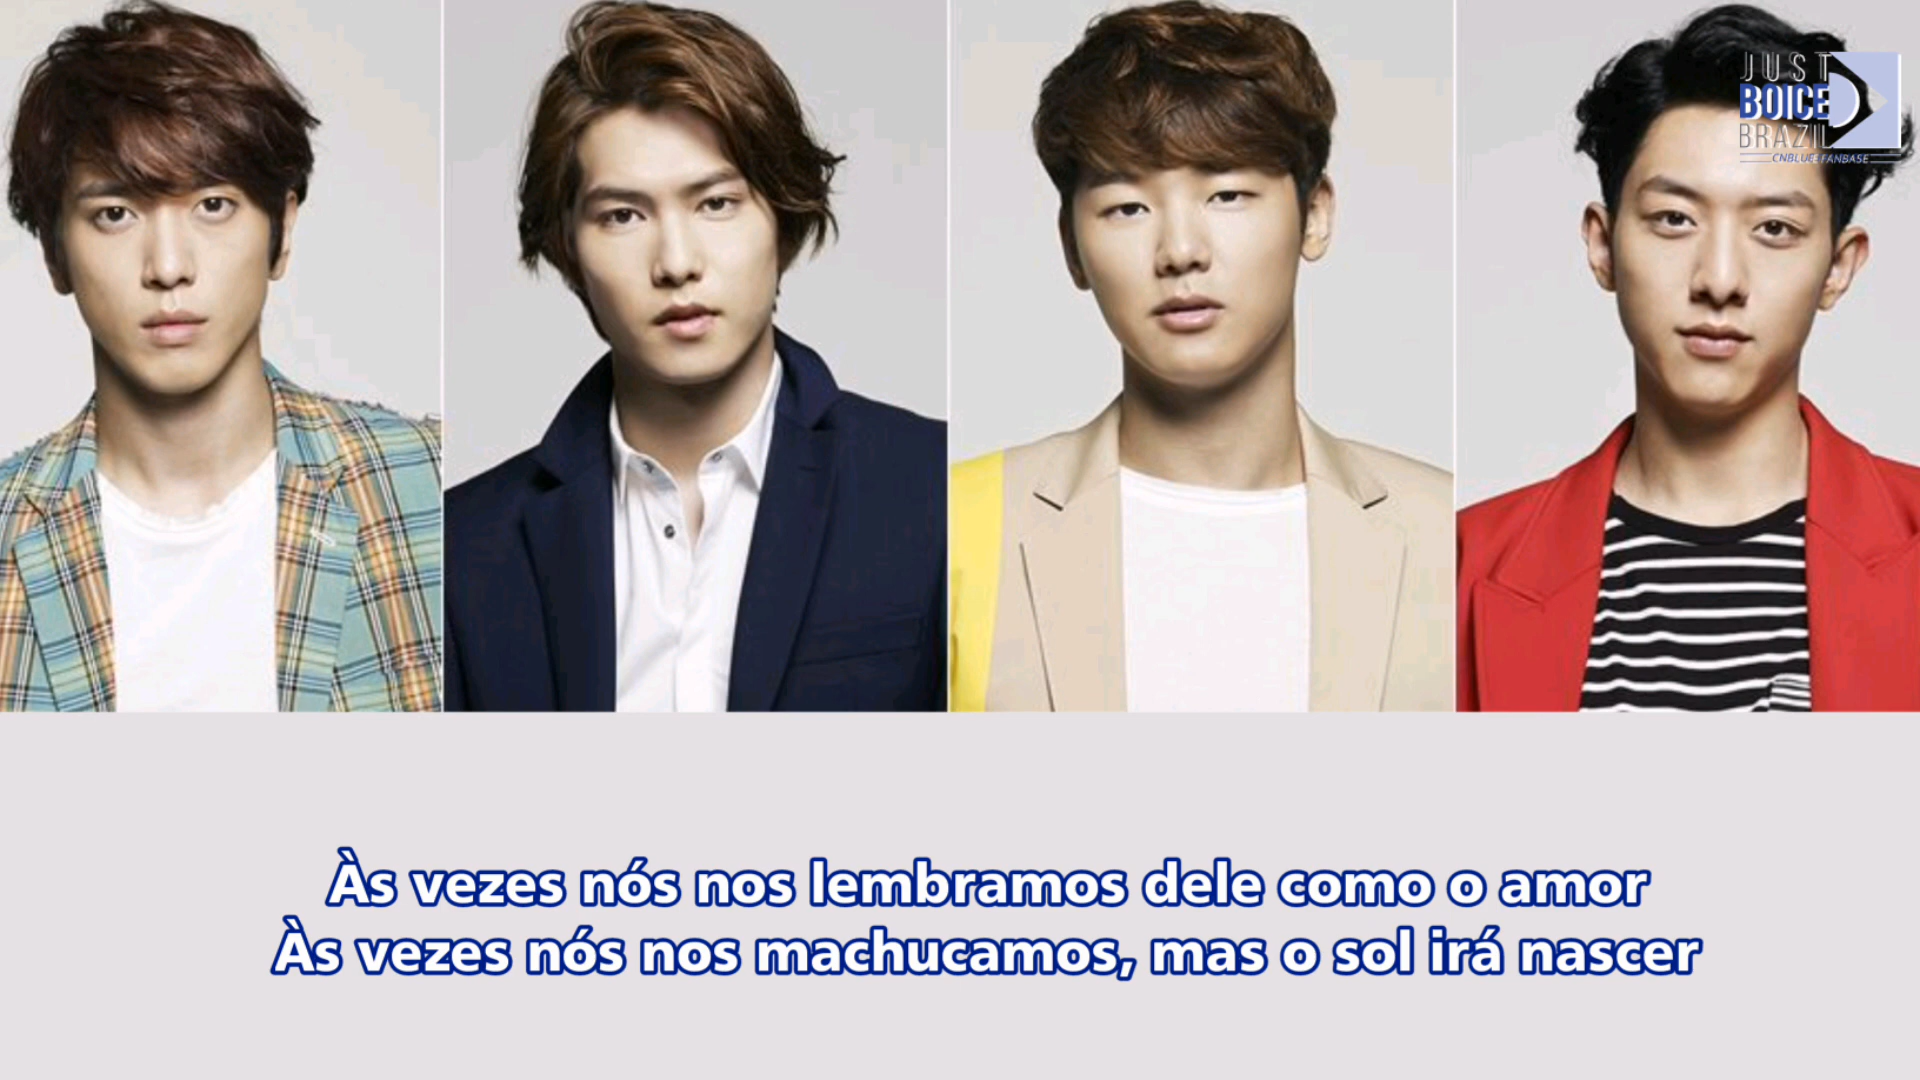 JUST
BOICE
BRAZIL
CNBLUE FANBASE
Às vezes nós nos lembramos dele como o amor
Às vezes nós nos machucamos, mas o sol irá nascer